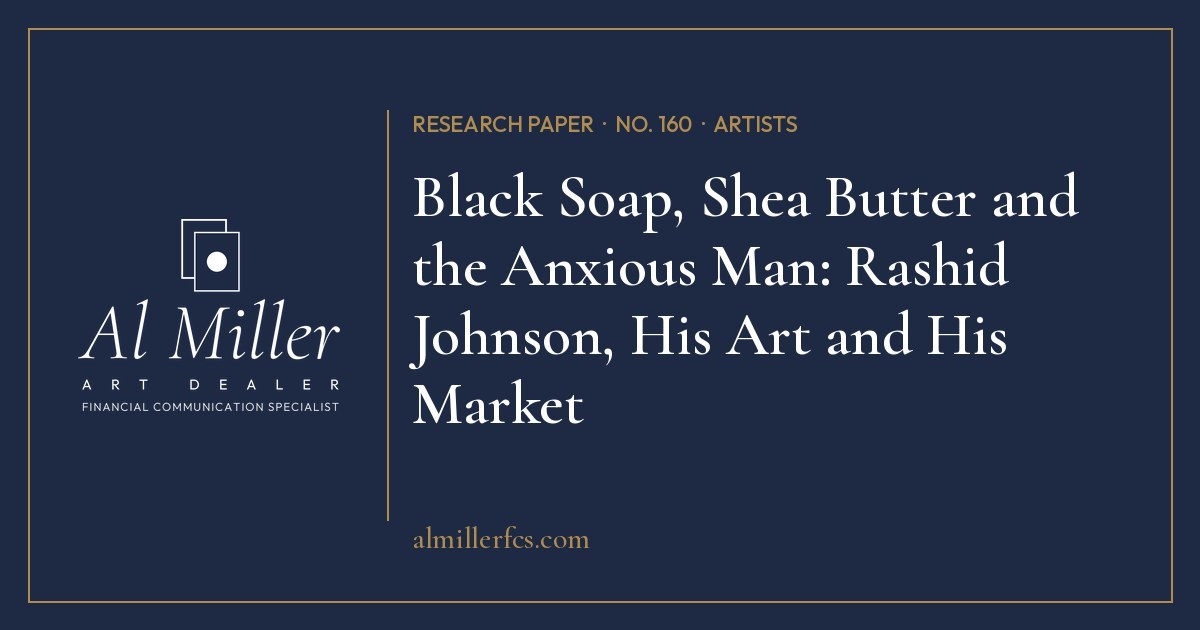 Al Miller
ART DEALER
FINANCIAL COMMUNICATION SPECIALIST
RESEARCH PAPER · NO. 160 · ARTISTS
Black Soap, Shea Butter and
the Anxious Man: Rashid
Johnson, His Art and His
Market
almillerfcs.com